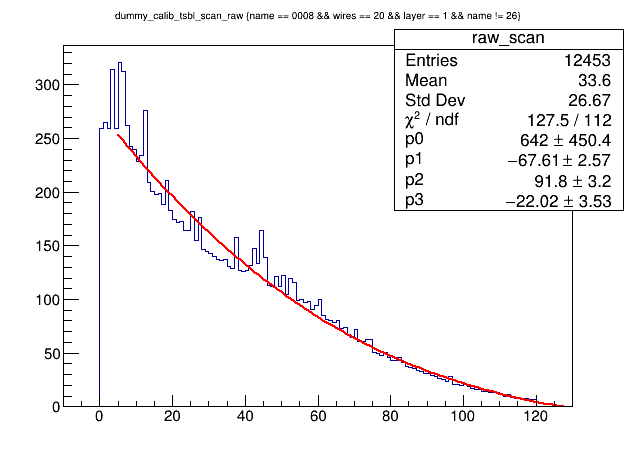 dummy_calib_tsbl_scan_raw {name == 0008 && wires == 20 && layer == 1 && name != 26}
raw_scan
Entries 12453
Mean 33.6
Std Dev 26.67
χ² / ndf 127.5 / 112
p0 642 ± 450.4
p1 −67.61 ± 2.57
p2 91.8 ± 3.2
p3 −22.02 ± 3.53
300
250
200
150
100
50
0
0 20 40 60 80 100 120